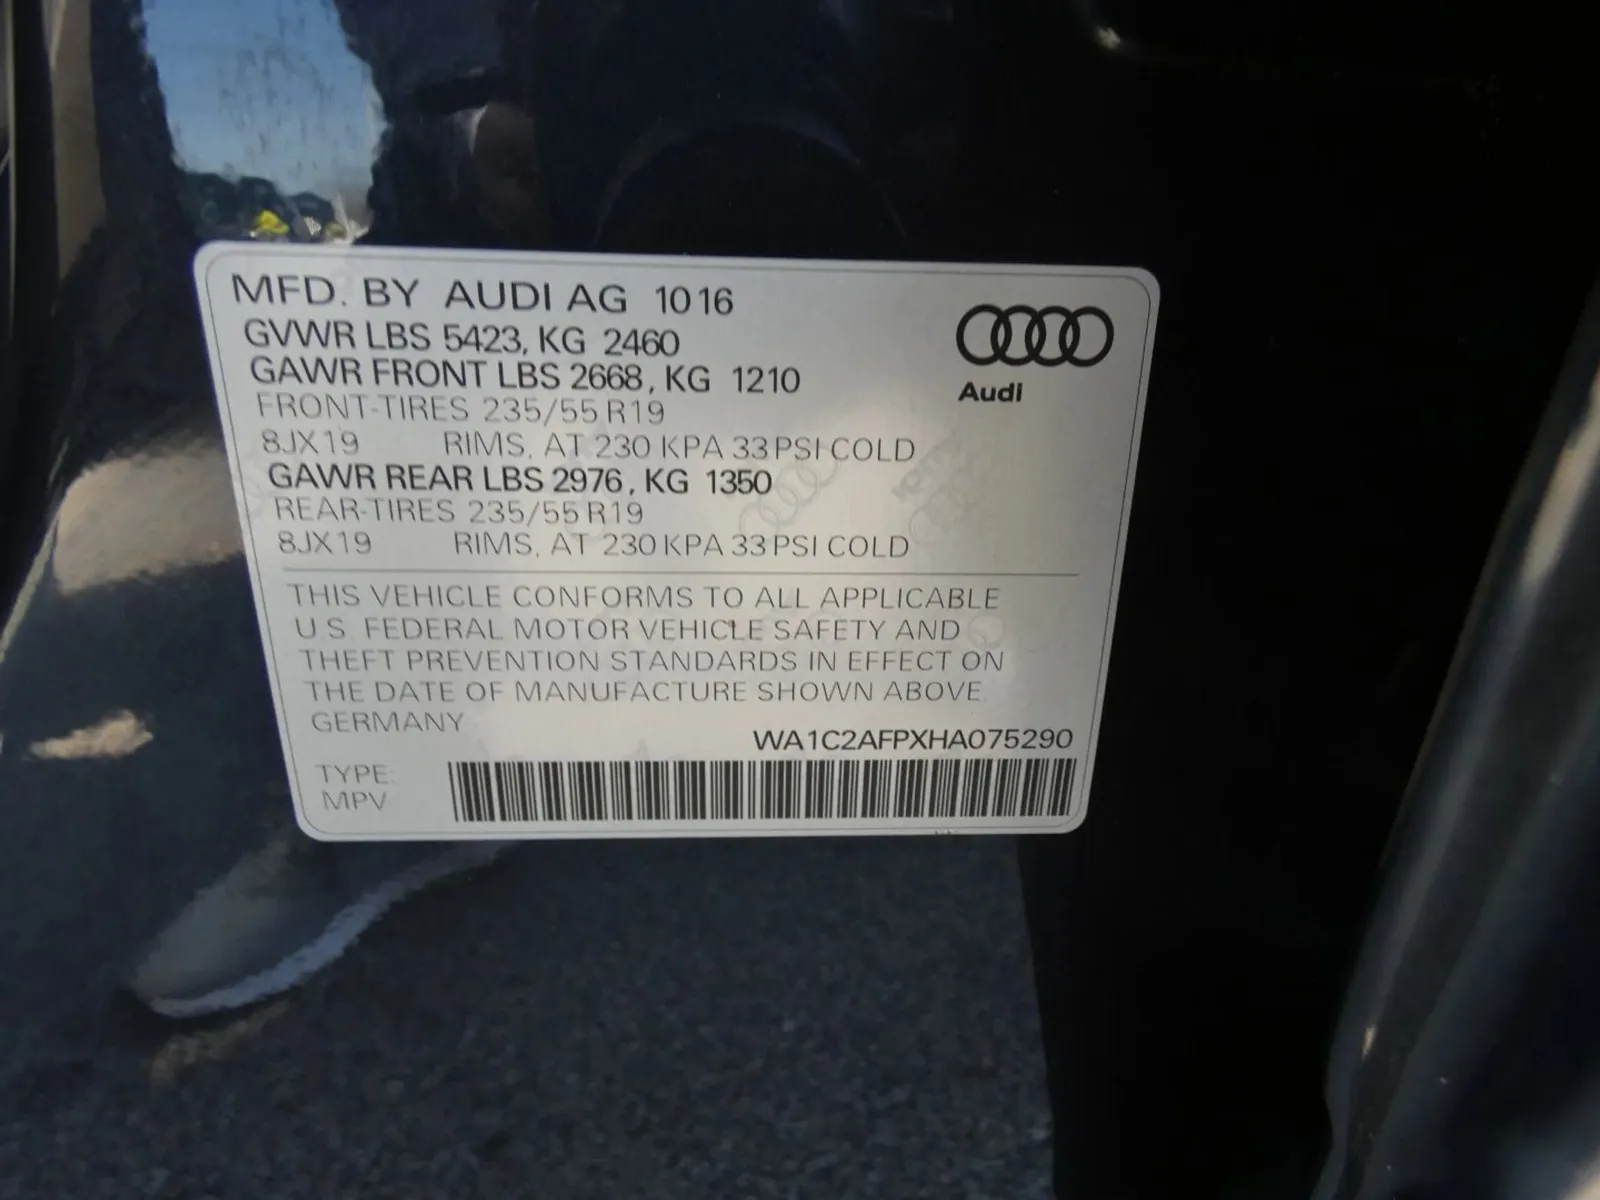 MFD. BY AUDI AG 10 16
GVWR LBS 5423, KG 2460
GAWR FRONT LBS 2668, KG 1210
FRONT-TIRES 235/55 R19
8JX19 RIMS, AT 230 KPA 33 PSI COLD
GAWR REAR LBS 2976, KG 1350
REAR-TIRES 235/55 R19
8JX19 RIMS, AT 230 KPA 33 PSI COLD
Audi
THIS VEHICLE CONFORMS TO ALL APPLICABLE
U.S. FEDERAL MOTOR VEHICLE SAFETY AND
THEFT PREVENTION STANDARDS IN EFFECT ON
THE DATE OF MANUFACTURE SHOWN ABOVE.
GERMANY
WA1C2AFPXHA075290
TYPE:
MPV